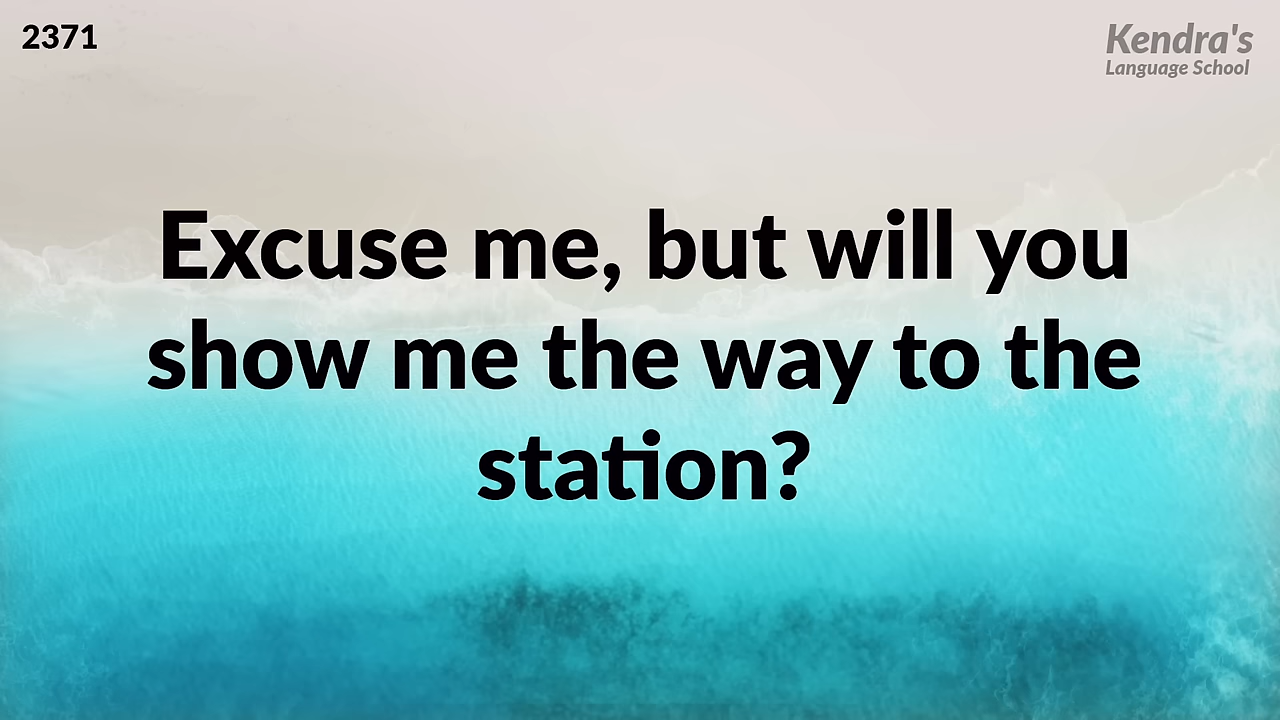 2371
Kendra's
Language School
Excuse me, but will you
show me the way to the
station?